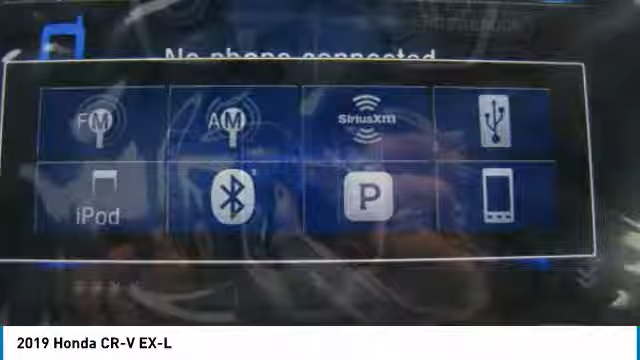 No phone connected
FM
AM
SiriusXM
iPod
P
2019 Honda CR-V EX-L